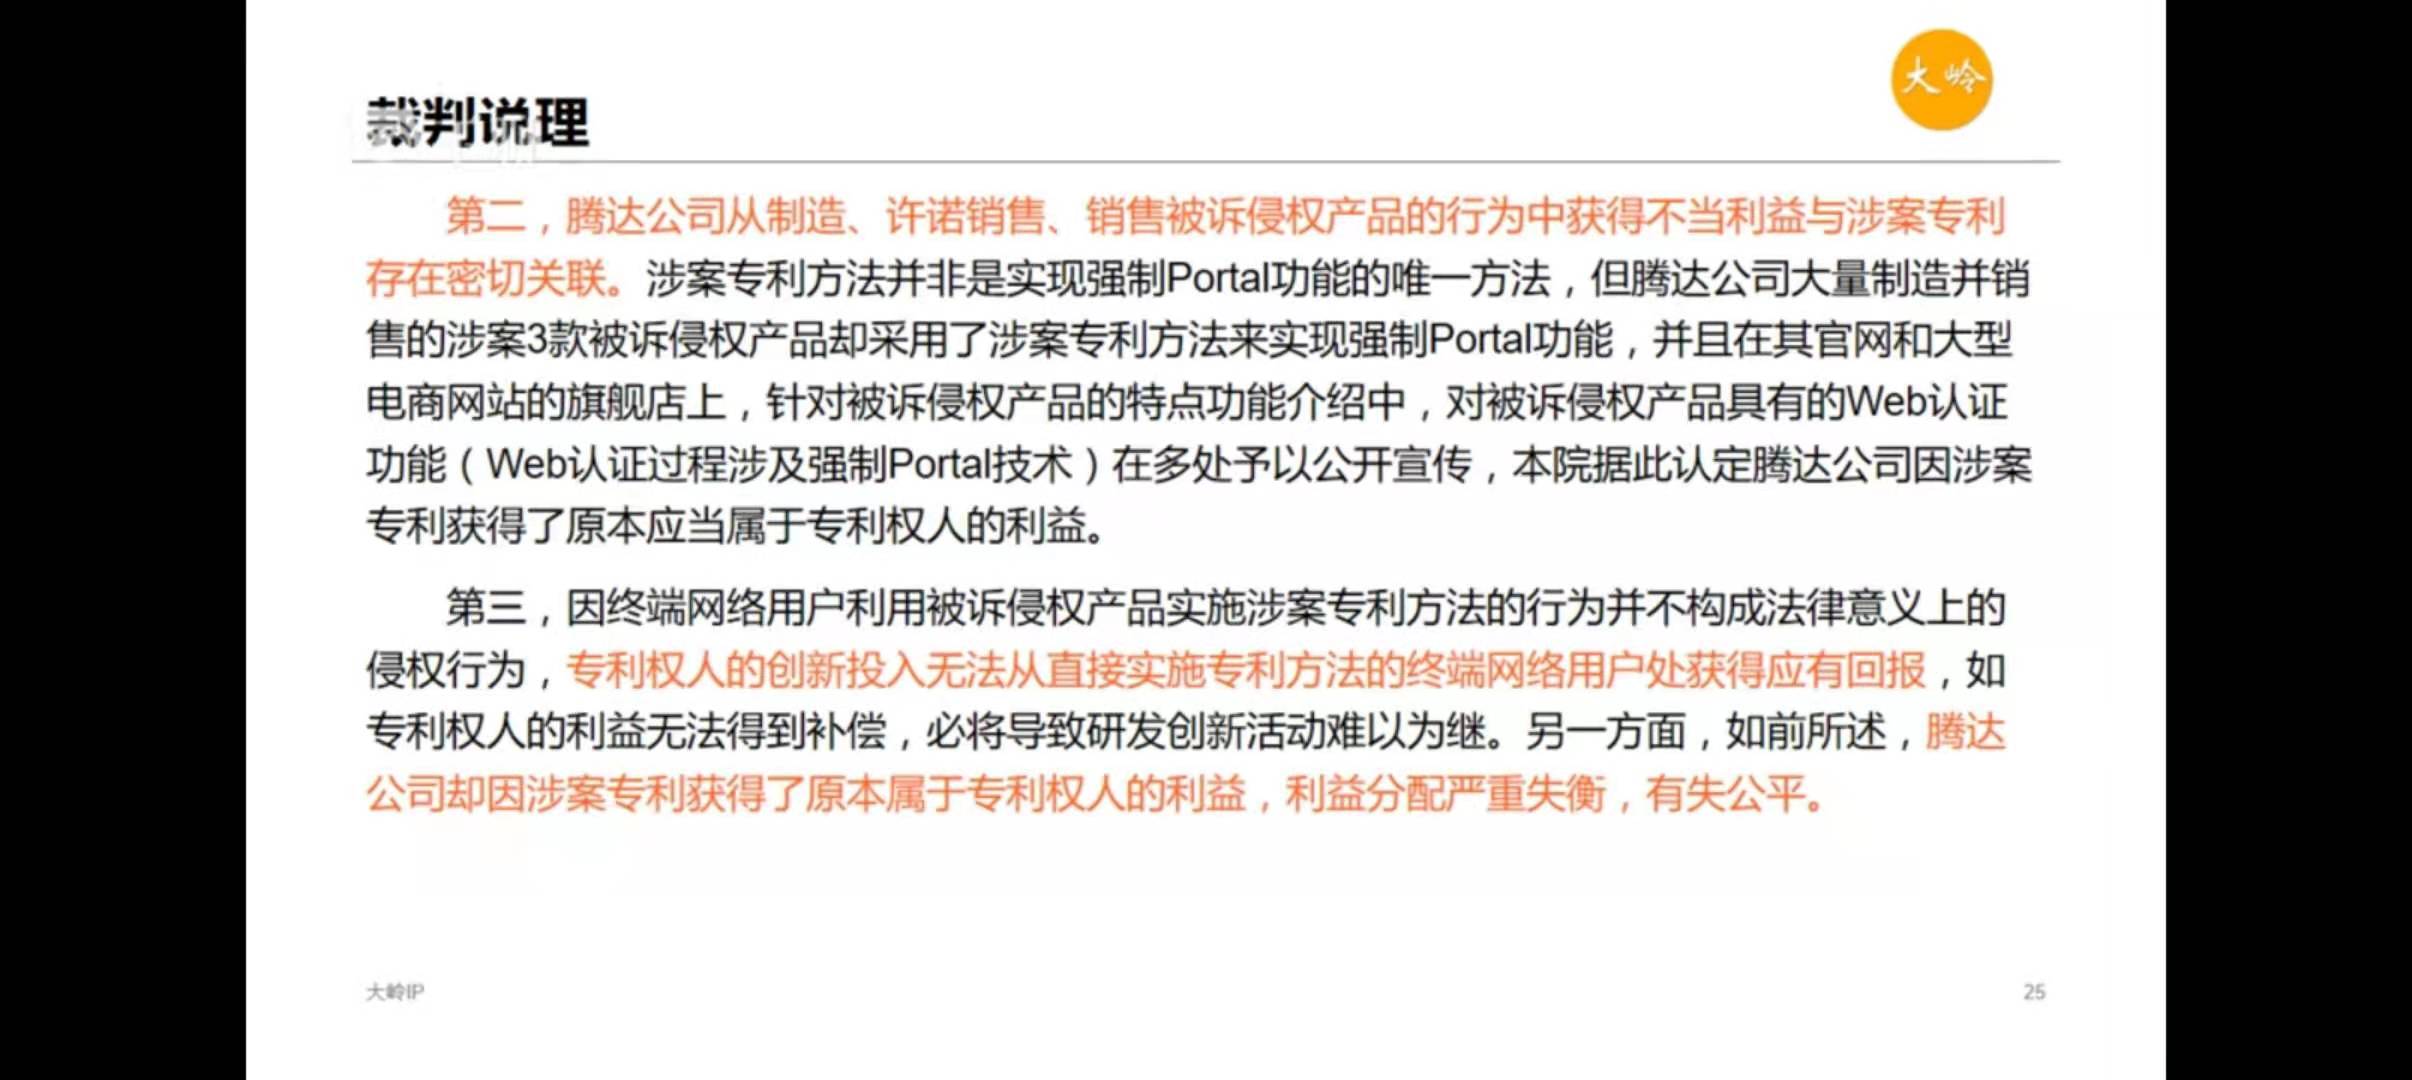 大岭
裁判说理
第二，腾达公司从制造、许诺销售、销售被诉侵权产品的行为中获得不当利益与涉案专利
存在密切关联。涉案专利方法并非是实现强制Portal功能的唯一方法，但腾达公司大量制造并销
售的涉案3款被诉侵权产品却采用了涉案专利方法来实现强制Portal功能，并且在其官网和大型
电商网站的旗舰店上，针对被诉侵权产品的特点功能介绍中，对被诉侵权产品具有的Web认证
功能（Web认证过程涉及强制Portal技术）在多处予以公开宣传，本院据此认定腾达公司因涉案
专利获得了原本应当属于专利权人的利益。
第三，因终端网络用户利用被诉侵权产品实施涉案专利方法的行为并不构成法律意义上的
侵权行为，专利权人的创新投入无法从直接实施专利方法的终端网络用户处获得应有回报，如
专利权人的利益无法得到补偿，必将导致研发创新活动难以为继。另一方面，如前所述，腾达
公司却因涉案专利获得了原本属于专利权人的利益，利益分配严重失衡，有失公平。
大岭IP
25